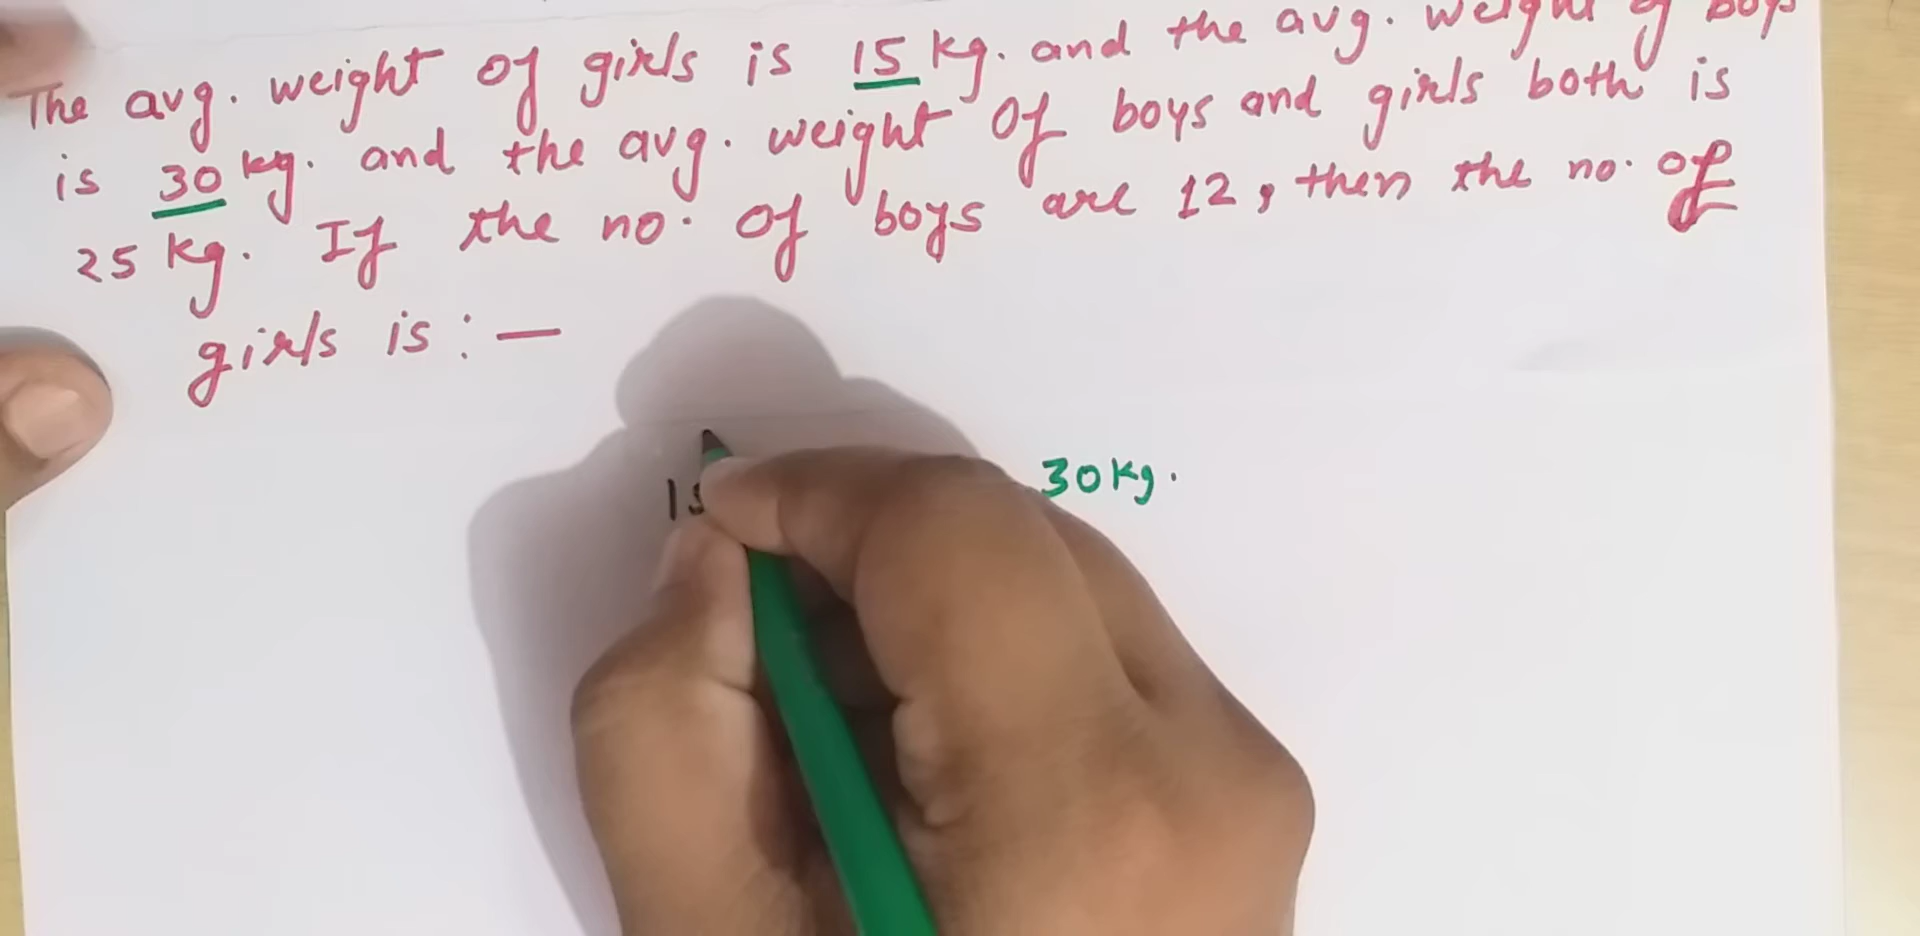 The avg. weight of girls is 15 kg. and the avg. weight of boys
is 30 kg. and the avg. weight of boys and girls both is
25 kg. If the no. of boys are 12, then the no. of
girls is : —
15 30 kg.